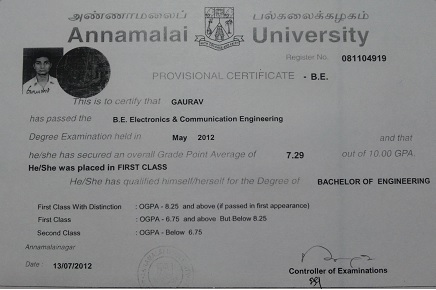 அண்ணாமலைப் பல்கலைக்கழகம்
Annamalai University
Register No. 081104919
PROVISIONAL CERTIFICATE - B.E.
This is to certify that GAURAV
has passed the B.E. Electronics & Communication Engineering
Degree Examination held in May 2012 and that
he/she has secured an overall Grade Point Average of 7.29 out of 10.00 GPA.
He/She was placed in FIRST CLASS
He/She has qualified himself/herself for the Degree of BACHELOR OF ENGINEERING
First Class With Distinction : OGPA - 8.25 and above (if passed in first appearance)
First Class : OGPA - 6.75 and above But Below 8.25
Second Class : OGPA - Below 6.75
Annamalainagar
Date : 13/07/2012
Controller of Examinations